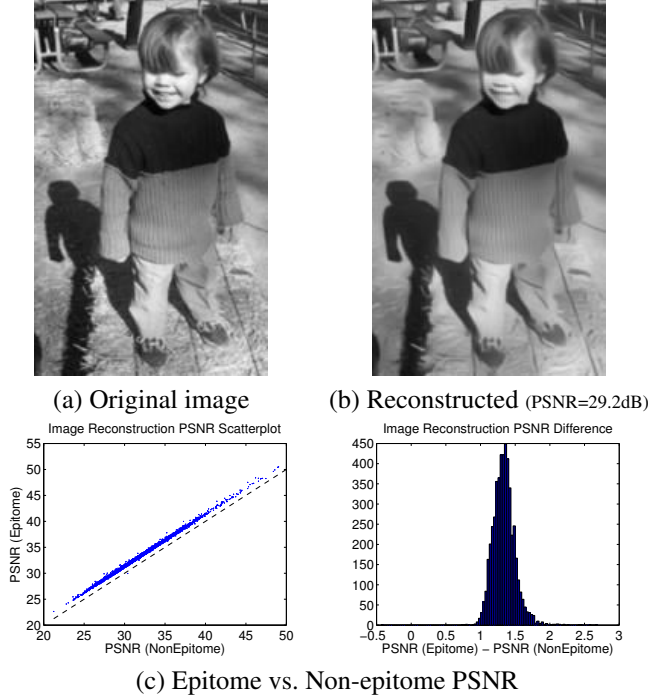 (a) Original image
(b) Reconstructed (PSNR=29.2dB)
Image Reconstruction PSNR Scatterplot
55
50
45
40
35
30
25
20
PSNR (Epitome)
20 25 30 35 40 45 50
PSNR (NonEpitome)
Image Reconstruction PSNR Difference
450
400
350
300
250
200
150
100
50
0
−0.5 0 0.5 1 1.5 2 2.5 3
PSNR (Epitome) − PSNR (NonEpitome)
(c) Epitome vs. Non-epitome PSNR